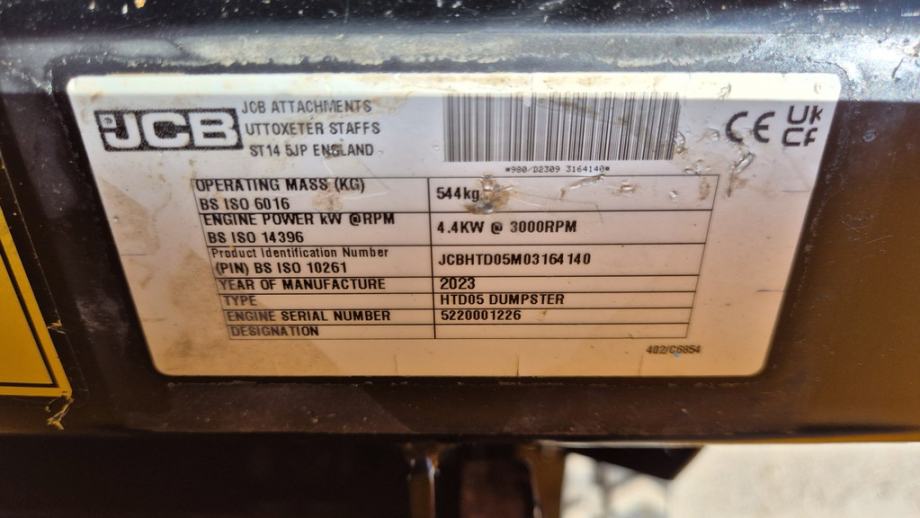 JCB
JCB ATTACHMENTS
UTTOXETER STAFFS
ST14 5JP ENGLAND
*980/D2309 3164140*
CE UK CA
OPERATING MASS (KG)
BS ISO 6016
544kg
ENGINE POWER kW @RPM
BS ISO 14396
4.4KW @ 3000RPM
Product Identification Number
(PIN) BS ISO 10261
JCBHTD05M03164140
YEAR OF MANUFACTURE
2023
TYPE
HTD05 DUMPSTER
ENGINE SERIAL NUMBER
5220001226
DESIGNATION
402/C6854